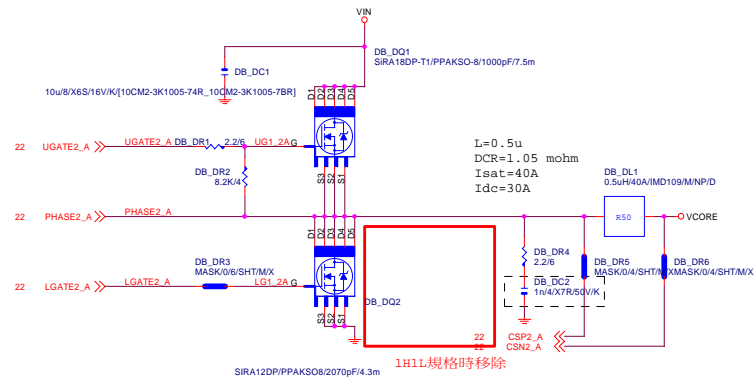 VIN
DB_DQ1
SiRA18DP-T1/PPAKSO-8/1000pF/7.5m
DB_DC1
10u/8/X6S/16V/K/[10CM2-3K1005-74R_10CM2-3K1005-7BR]
D1
D2
D3
D4
D5
22 UGATE2_A UGATE2_A DB_DR1 2.2/6 UG1_2A G
DB_DR2
8.2K/4
S3
S2
S1
L=0.5u
DCR=1.05 mohm
Isat=40A
Idc=30A
DB_DL1
0.5uH/40A/IMD109/M/NP/D
R50
VCORE
22 PHASE2_A PHASE2_A
D1
D2
D3
D4
D5
DB_DR3
MASK/0/6/SHT/M/X
22 LGATE2_A LGATE2_A LG1_2A G
DB_DQ2
S3
S2
S1
DB_DR4
2.2/6
DB_DC2
1n/4/X7R/50V/K
DB_DR5
MASK/0/4/SHT/M/X
DB_DR6
MASK/0/4/SHT/M/X
22 CSP2_A
22 CSN2_A
1H1L規格時移除
SIRA12DP/PPAKSO8/2070pF/4.3m